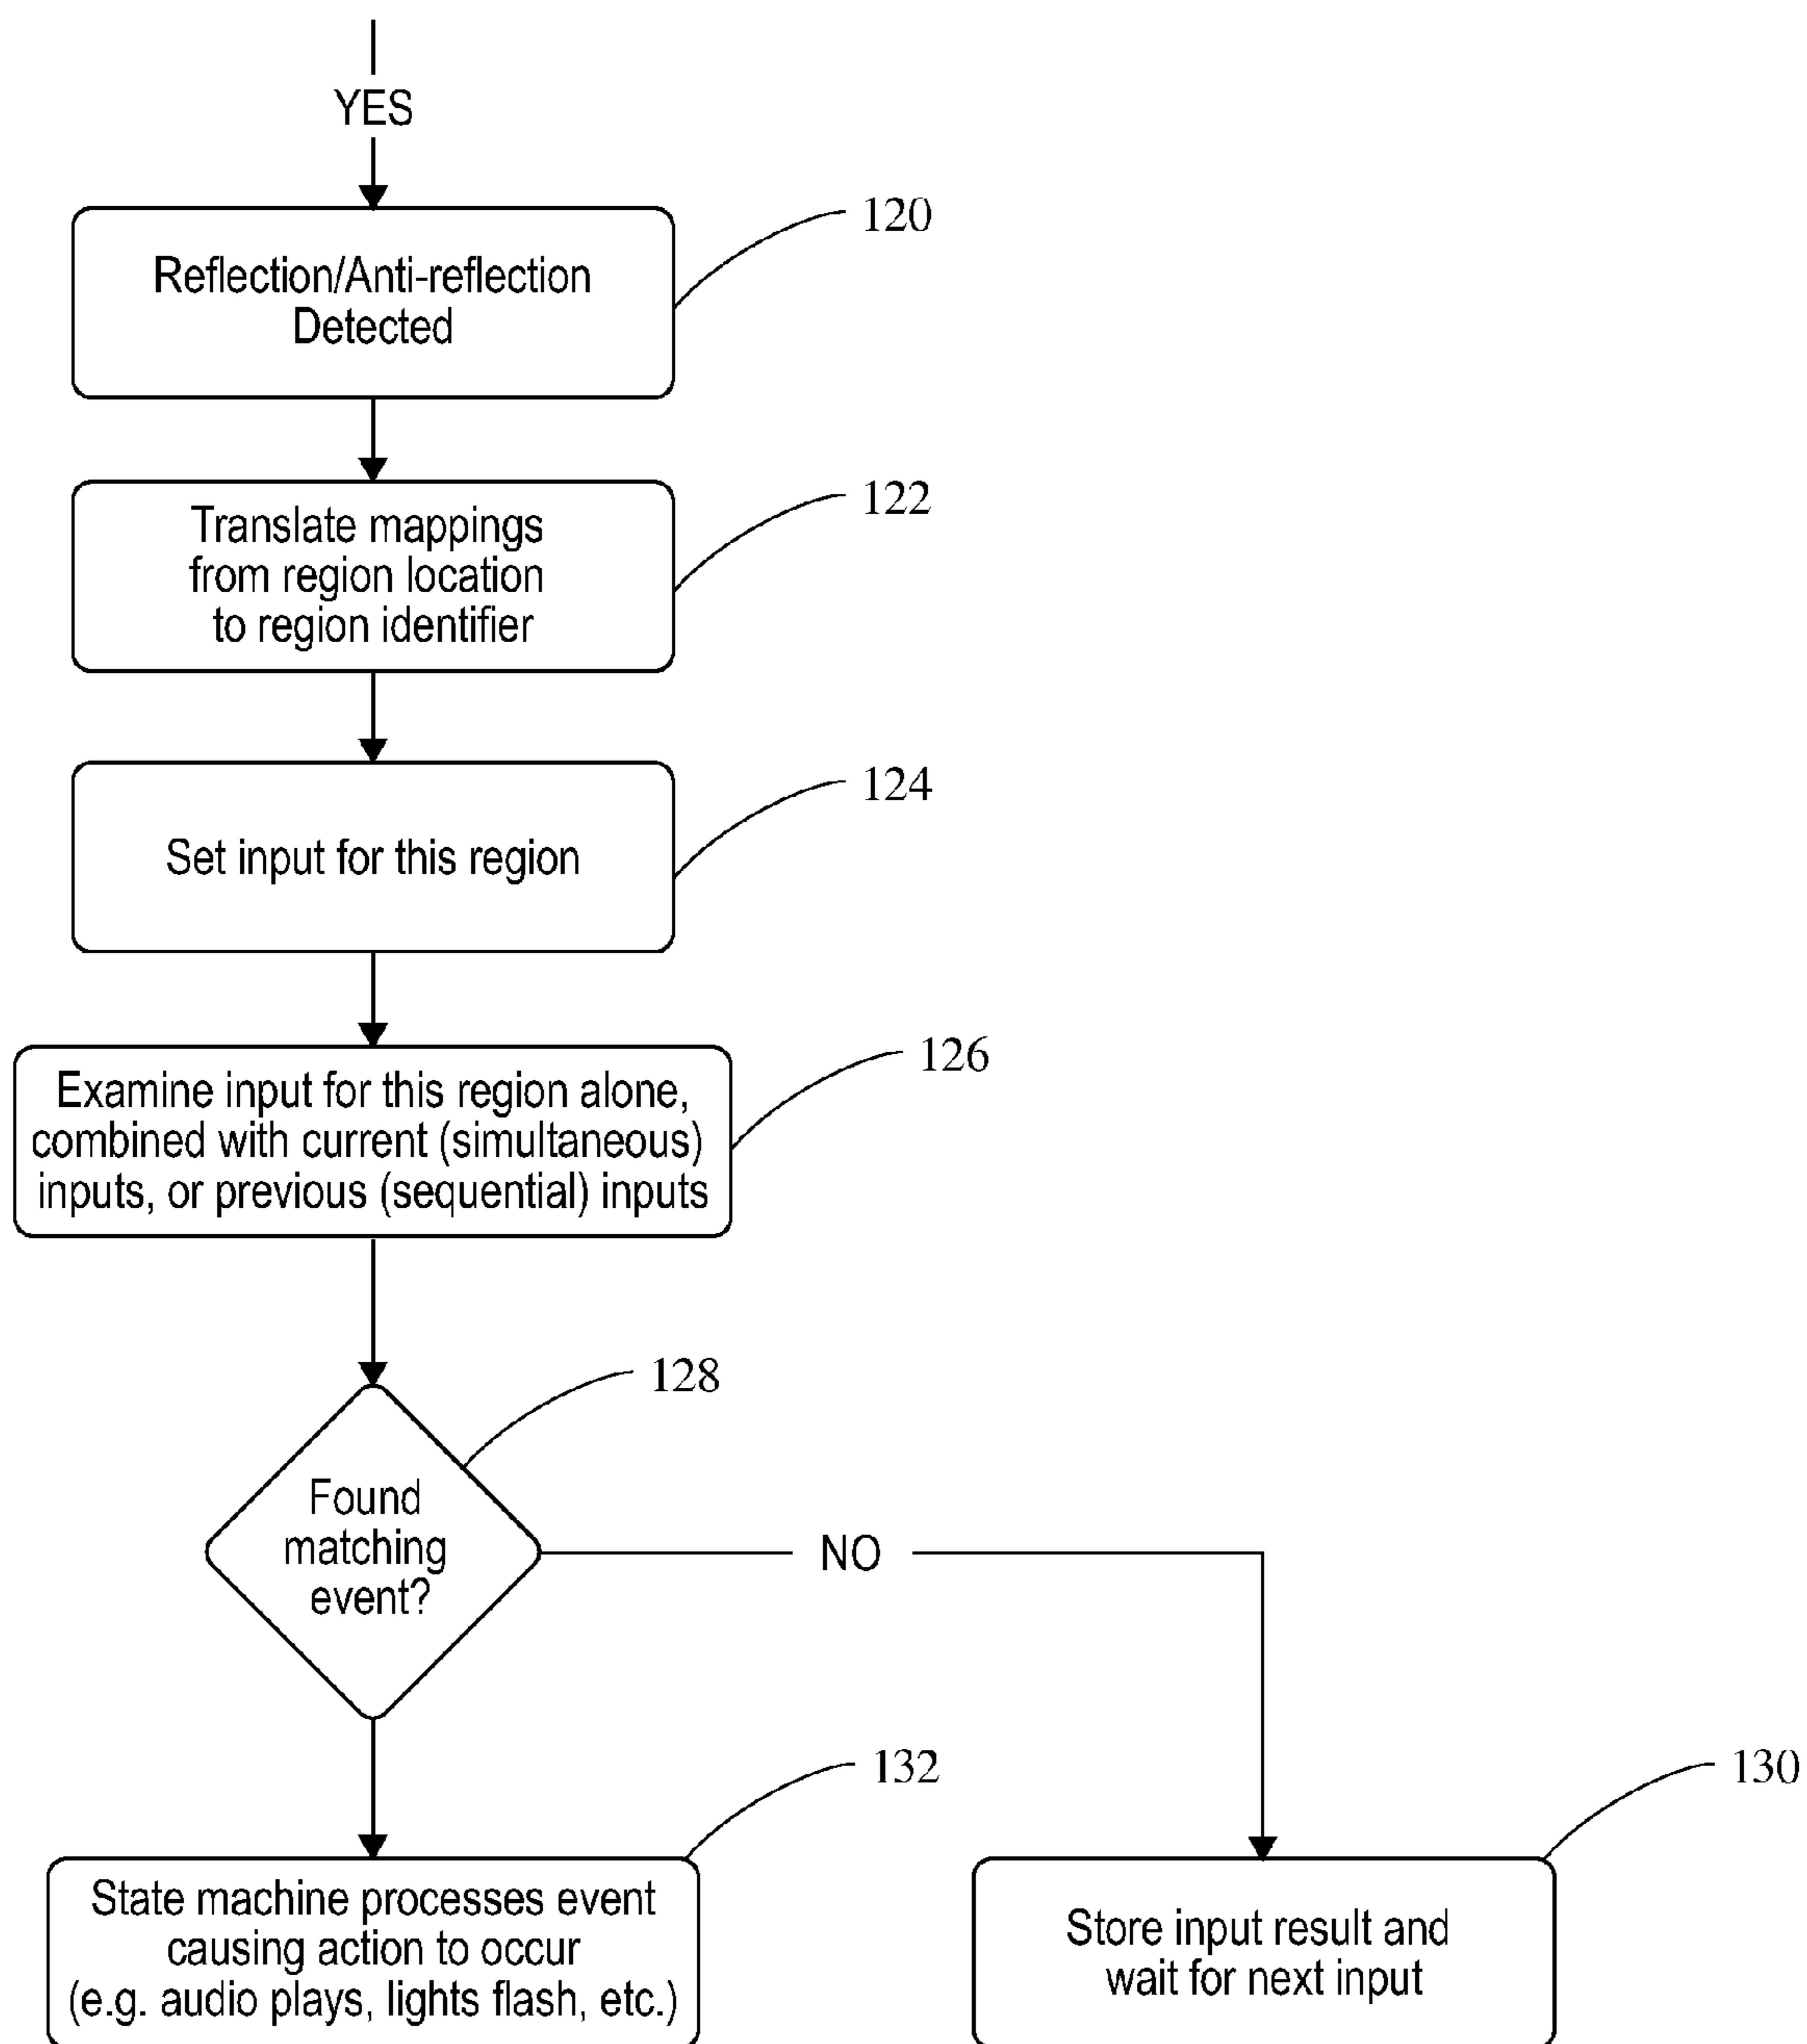 YES
120
Reflection/Anti-reflection
Detected
122
Translate mappings
from region location
to region identifier
124
Set input for this region
126
Examine input for this region alone,
combined with current (simultaneous)
inputs, or previous (sequential) inputs
128
Found
matching
event?
NO
132
State machine processes event
causing action to occur
(e.g. audio plays, lights flash, etc.)
130
Store input result and
wait for next input